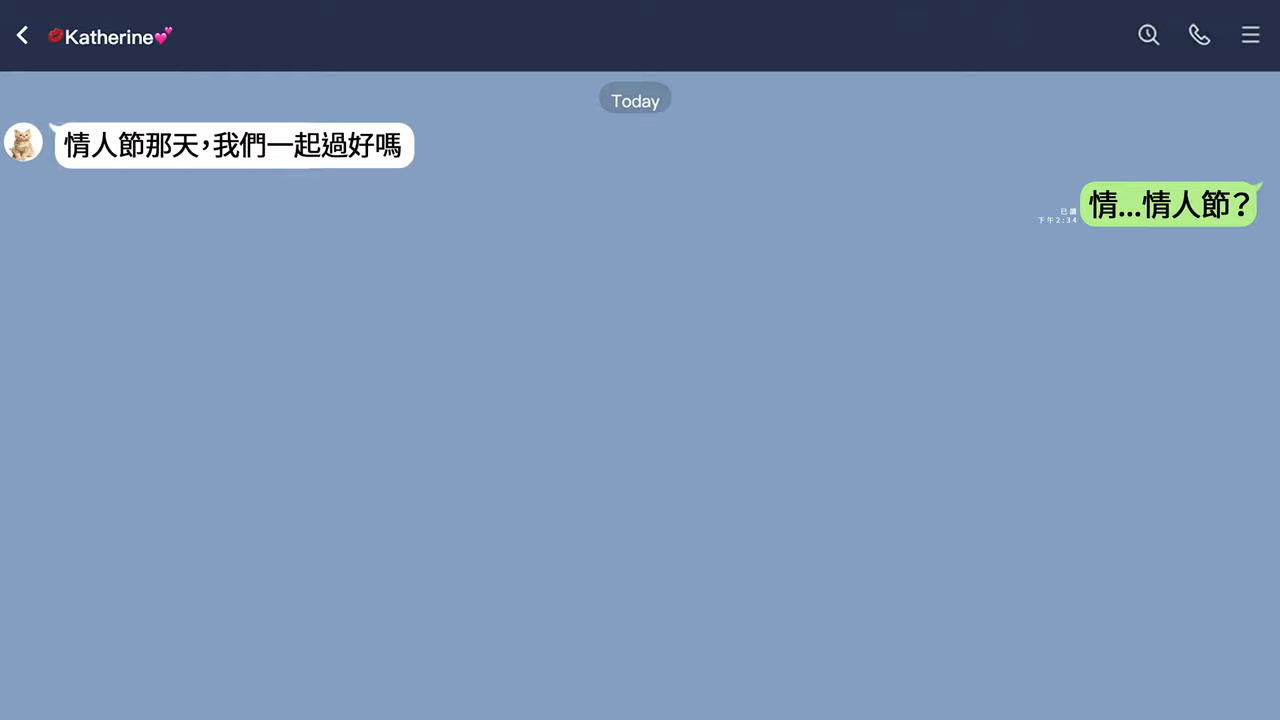 💋Katherine💕
Today
情人節那天,我們一起過好嗎
情...情人節?
已讀
下午2:34